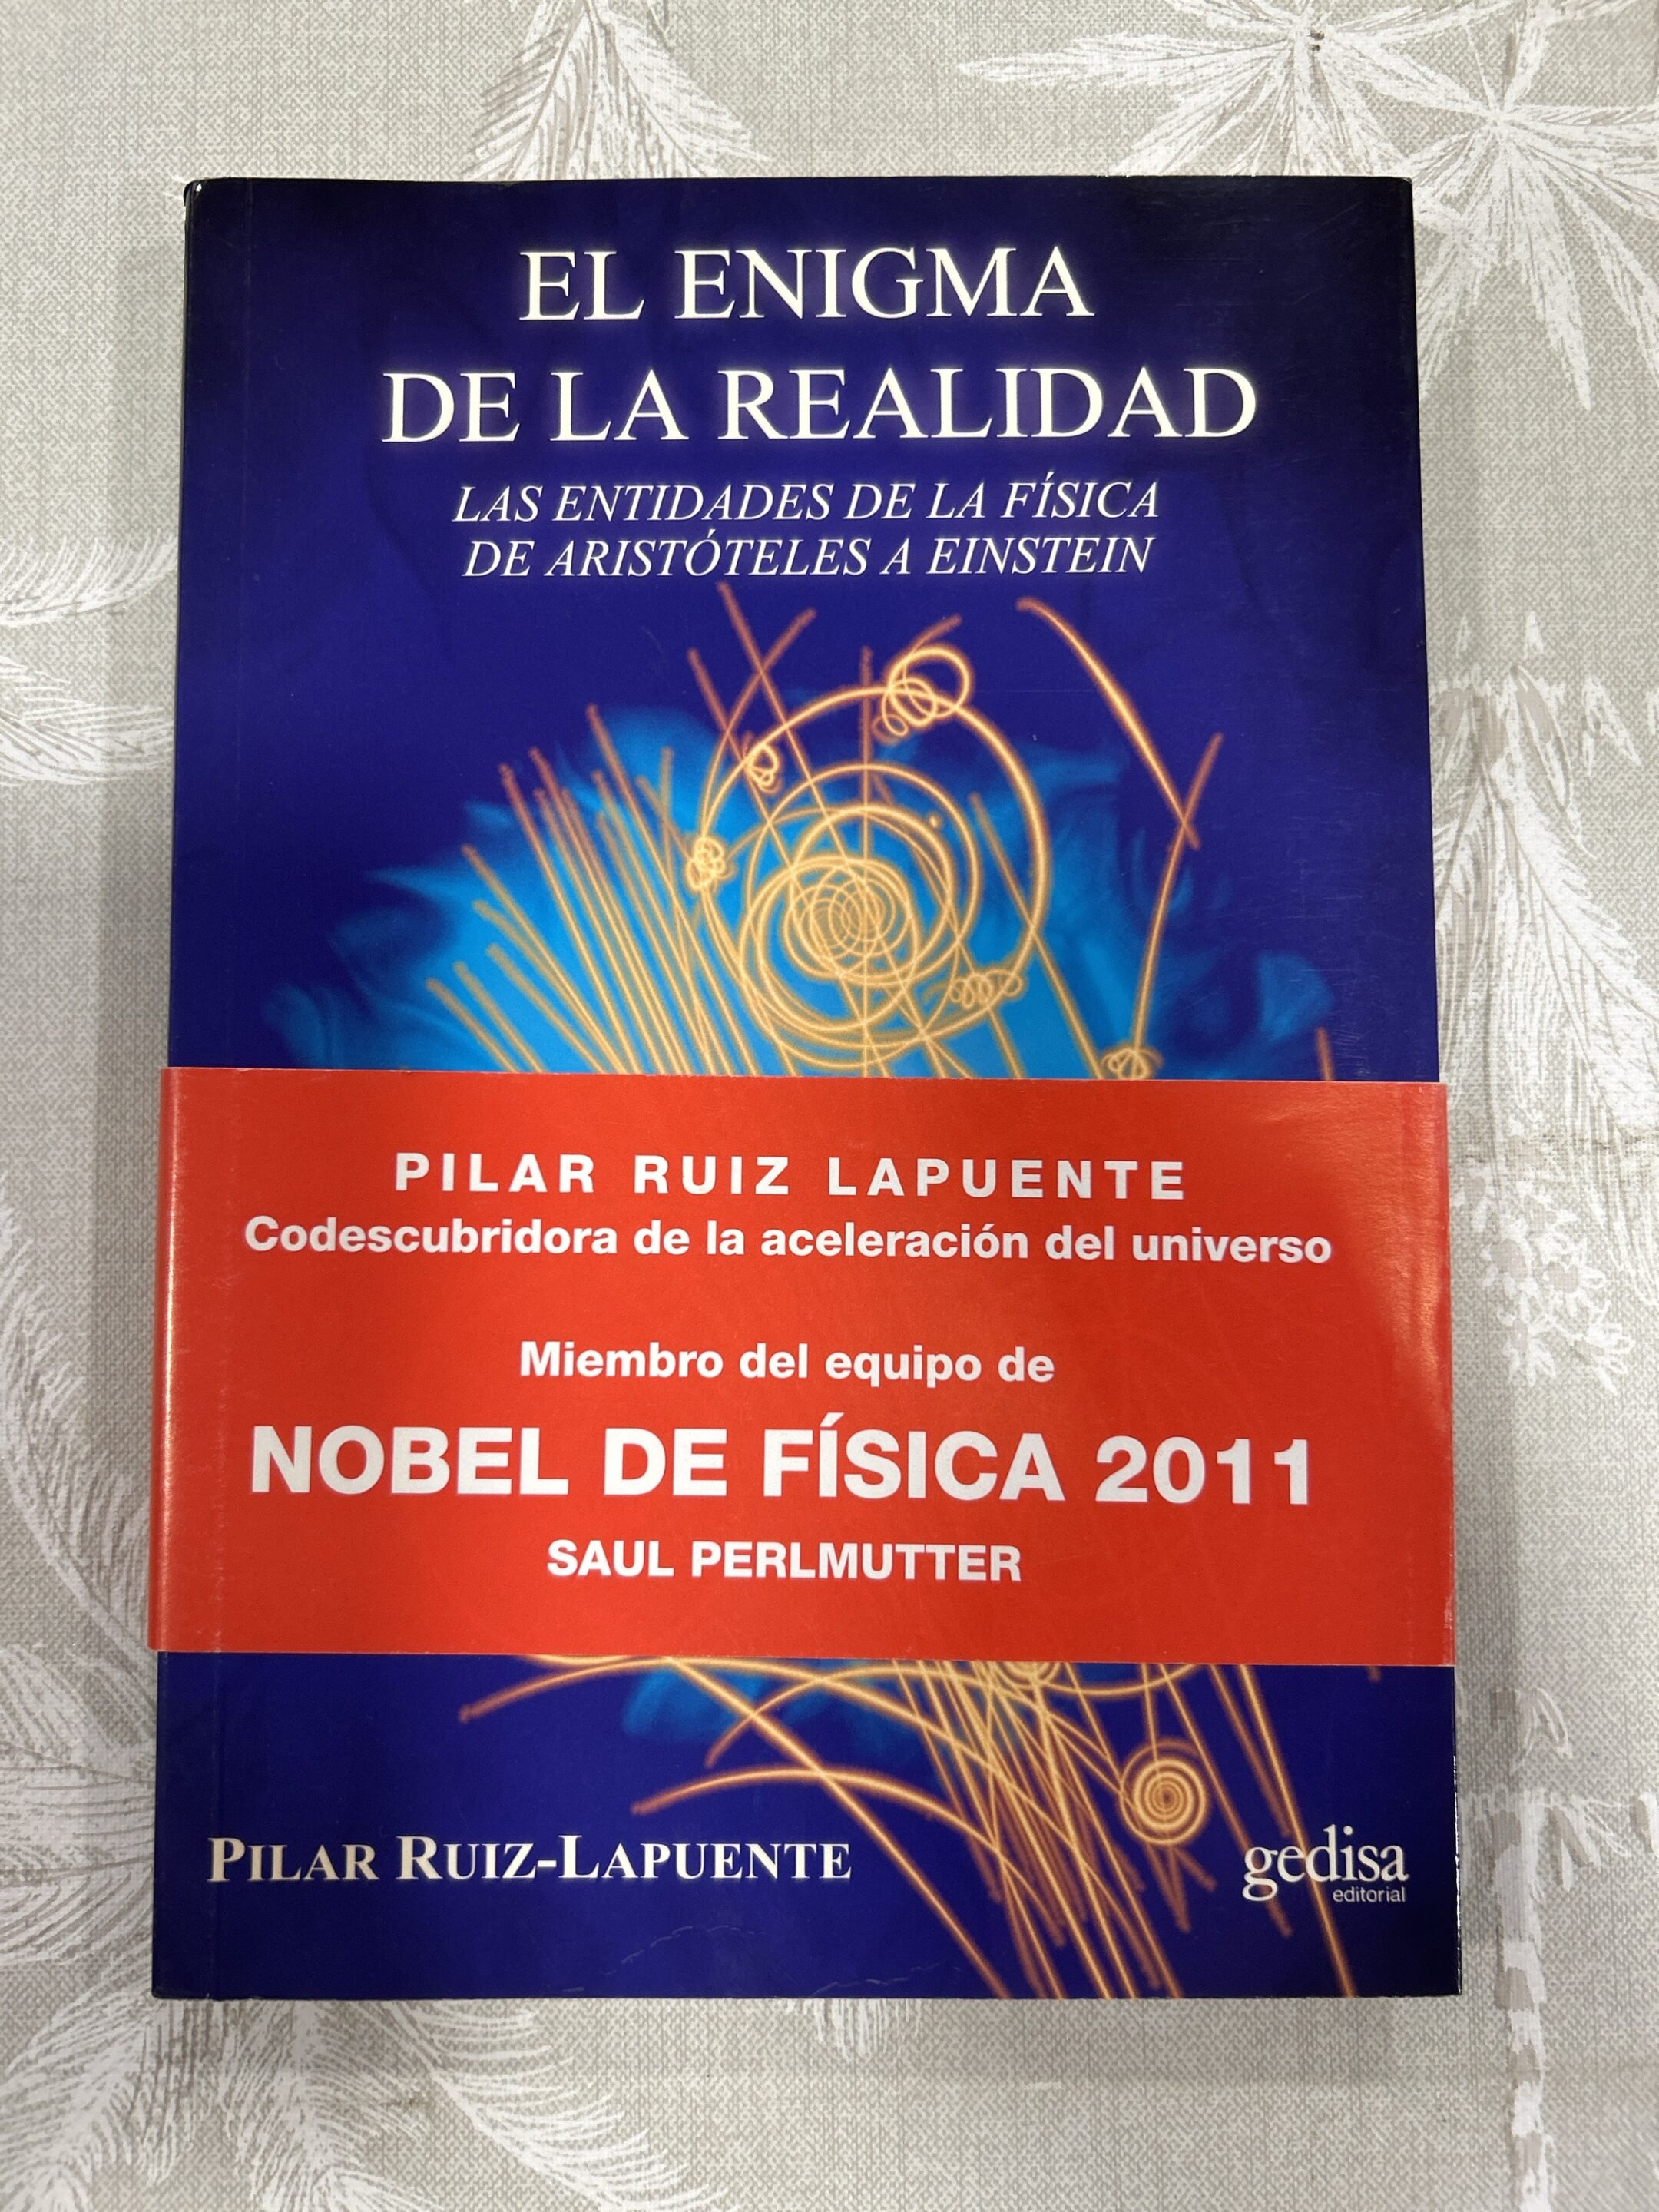 EL ENIGMA
DE LA REALIDAD
LAS ENTIDADES DE LA FÍSICA
DE ARISTÓTELES A EINSTEIN
PILAR RUIZ LAPUENTE
Codescubridora de la aceleración del universo
Miembro del equipo de
NOBEL DE FÍSICA 2011
SAUL PERLMUTTER
PILAR RUIZ-LAPUENTE
gedisa
editorial